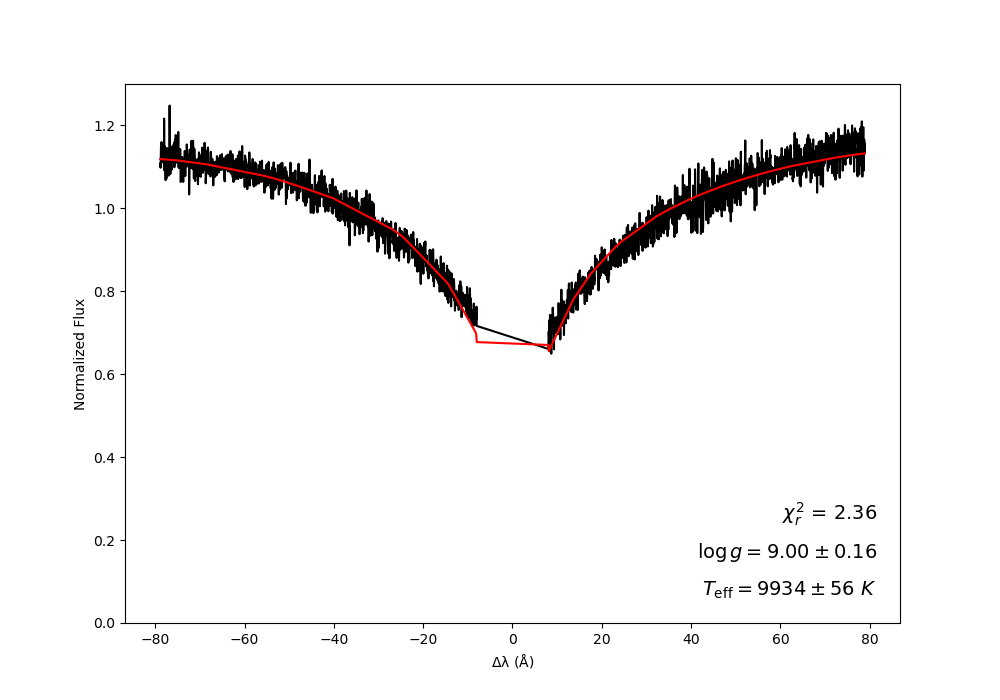 1.2
1.0
0.8
0.6
0.4
0.2
0.0
Normalized Flux
χ²ᵣ = 2.36
log g = 9.00 ± 0.16
T_eff = 9934 ± 56 K
−80 −60 −40 −20 0 20 40 60 80
Δλ (Å)